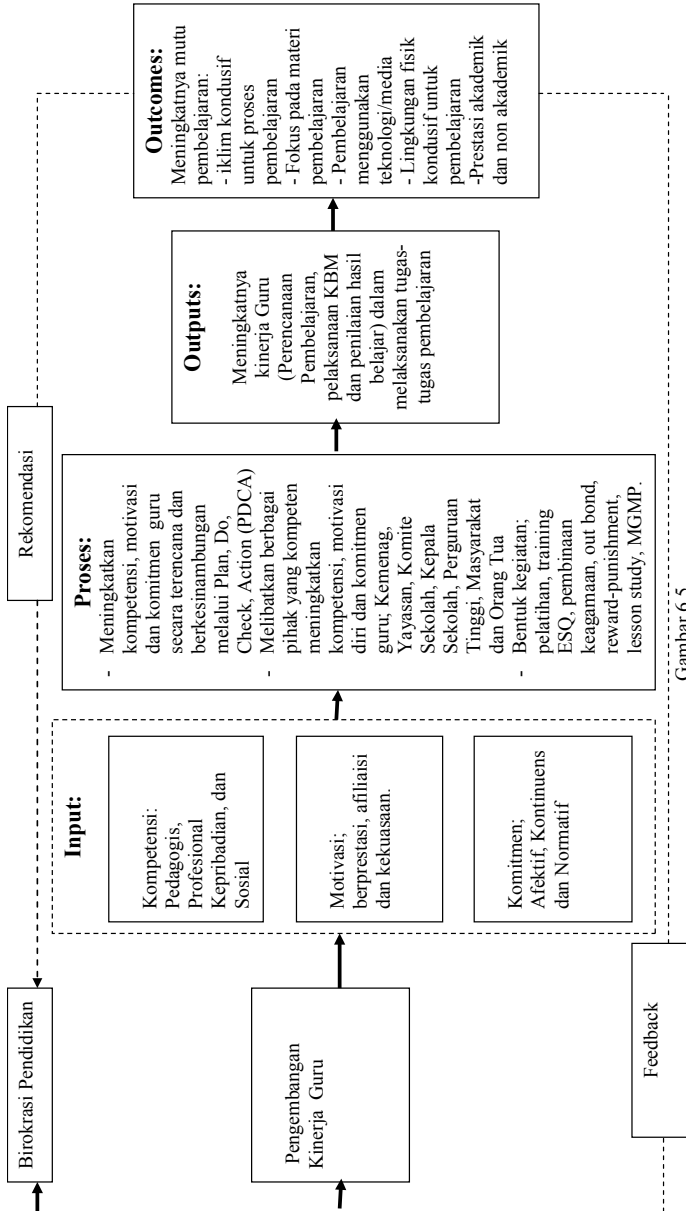 Birokrasi Pendidikan
Rekomendasi
Pengembangan
Kinerja Guru
Input:
Kompetensi:
Pedagogis,
Profesional
Kepribadian, dan
Sosial
Motivasi;
berprestasi, afiliaisi
dan kekuasaan.
Komitmen;
Afektif, Kontinuens
dan Normatif
Proses:
- Meningkatkan
kompetensi, motivasi
dan komitmen guru
secara terencana dan
berkesinambungan
melalui Plan, Do,
Check, Action (PDCA)
- Melibatkan berbagai
pihak yang kompeten
meningkatkan
kompetensi, motivasi
diri dan komitmen
guru; Kemenag,
Yayasan, Komite
Sekolah, Kepala
Sekolah, Perguruan
Tinggi, Masyarakat
dan Orang Tua
- Bentuk kegiatan;
pelatihan, training
ESQ, pembinaan
keagamaan, out bond,
reward-punishment,
lesson study, MGMP.
Outputs:
Meningkatnya
kinerja Guru
(Perencanaan
Pembelajaran,
pelaksanaan KBM
dan penilaian hasil
belajar) dalam
melaksanakan tugas-
tugas pembelajaran
Outcomes:
Meningkatnya mutu
pembelajaran:
- iklim kondusif
untuk proses
pembelajaran
- Fokus pada materi
pembelajaran
- Pembelajaran
menggunakan
teknologi/media
- Lingkungan fisik
kondusif untuk
pembelajaran
-Prestasi akademik
dan non akademik
Feedback
Gambar 6.5